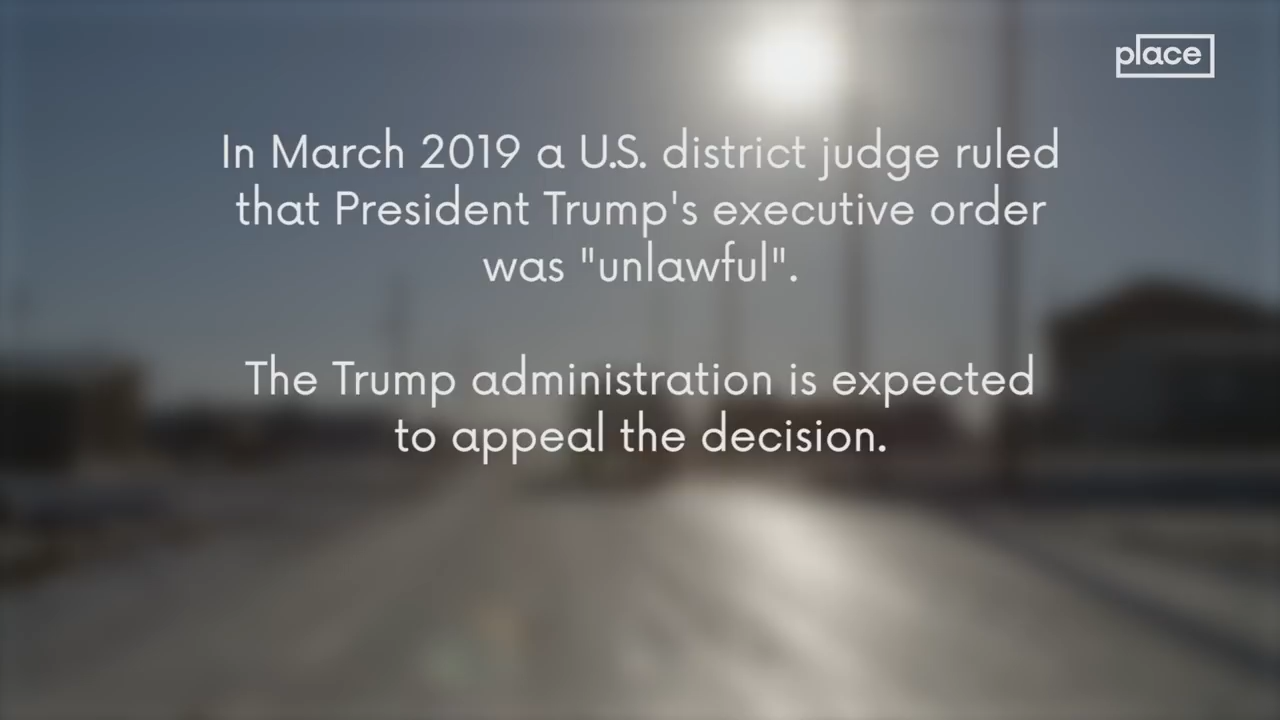 place
In March 2019 a U.S. district judge ruled
that President Trump's executive order
was "unlawful".
The Trump administration is expected
to appeal the decision.